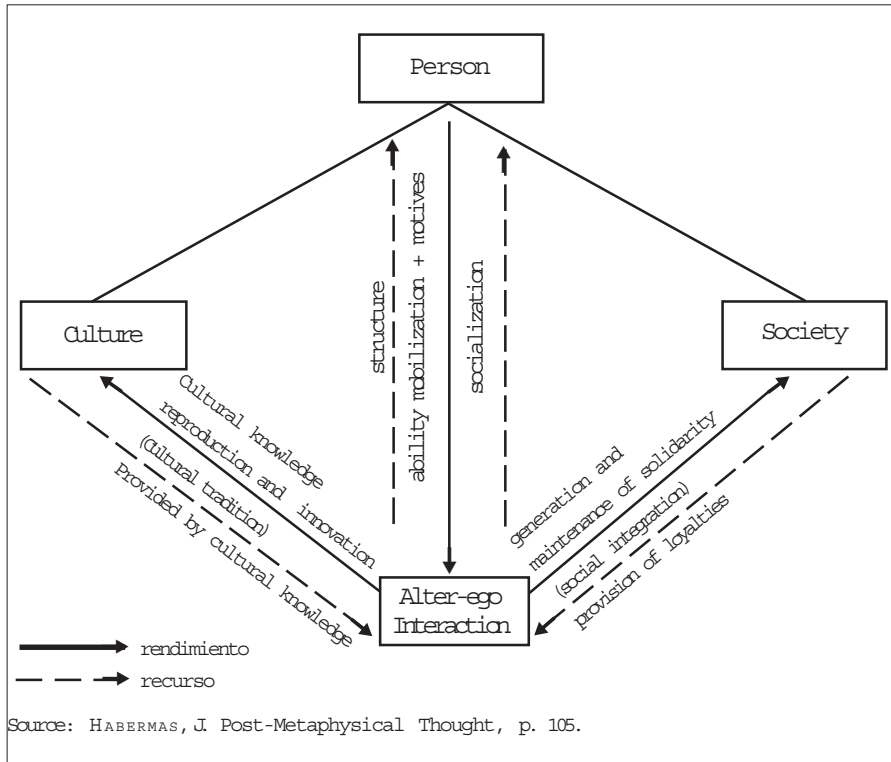 Person
Culture
Society
structure
ability mobilization + motives
socialization
Cultural knowledge
reproduction and innovation
(Cultural tradition)
Provided by cultural knowledge
generation and
maintenance of solidarity
(social integration)
provision of loyalties
Alter-ego
Interaction
rendimiento
recurso
Source: HABERMAS, J. Post-Metaphysical Thought, p. 105.